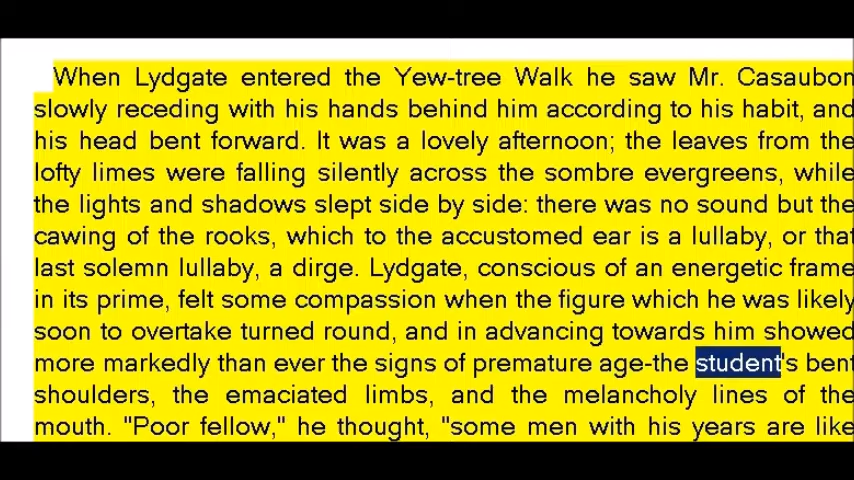 When Lydgate entered the Yew-tree Walk he saw Mr. Casaubon
slowly receding with his hands behind him according to his habit, and
his head bent forward. It was a lovely afternoon; the leaves from the
lofty limes were falling silently across the sombre evergreens, while
the lights and shadows slept side by side: there was no sound but the
cawing of the rooks, which to the accustomed ear is a lullaby, or that
last solemn lullaby, a dirge. Lydgate, conscious of an energetic frame
in its prime, felt some compassion when the figure which he was likely
soon to overtake turned round, and in advancing towards him showed
more markedly than ever the signs of premature age-the student's bent
shoulders, the emaciated limbs, and the melancholy lines of the
mouth. "Poor fellow," he thought, "some men with his years are like